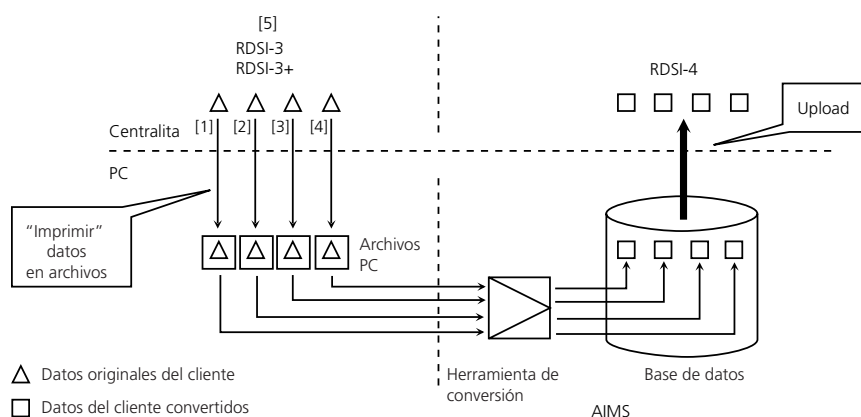 [5]
RDSI-3
RDSI-3+
RDSI-4
[1]
[2]
[3]
[4]
Upload
Centralita
PC
“Imprimir”
datos
en archivos
Archivos
PC
Datos originales del cliente
Herramienta de
conversión
Base de datos
Datos del cliente convertidos
AIMS